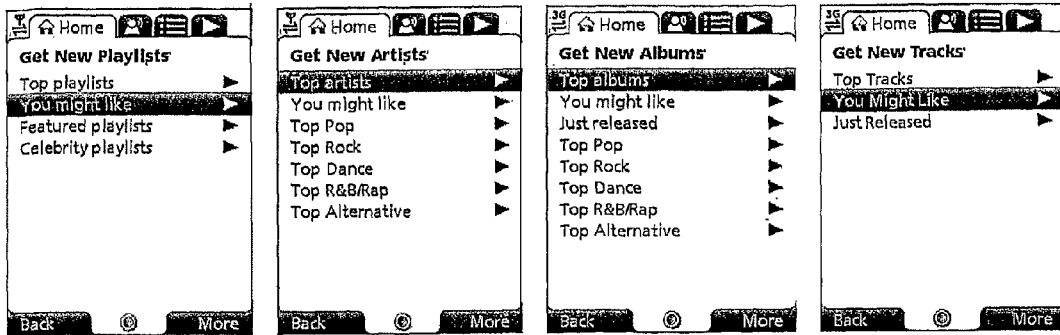 Home
Get New Playlists
Top playlists
You might like
Featured playlists
Celebrity playlists
Back
More
Home
Get New Artists
Top artists
You might like
Top Pop
Top Rock
Top Dance
Top R&B/Rap
Top Alternative
Back
More
3G
Home
Get New Albums
Top albums
You might like
Just released
Top Pop
Top Rock
Top Dance
Top R&B/Rap
Top Alternative
Back
More
3G
Home
Get New Tracks
Top Tracks
You Might Like
Just Released
Back
More